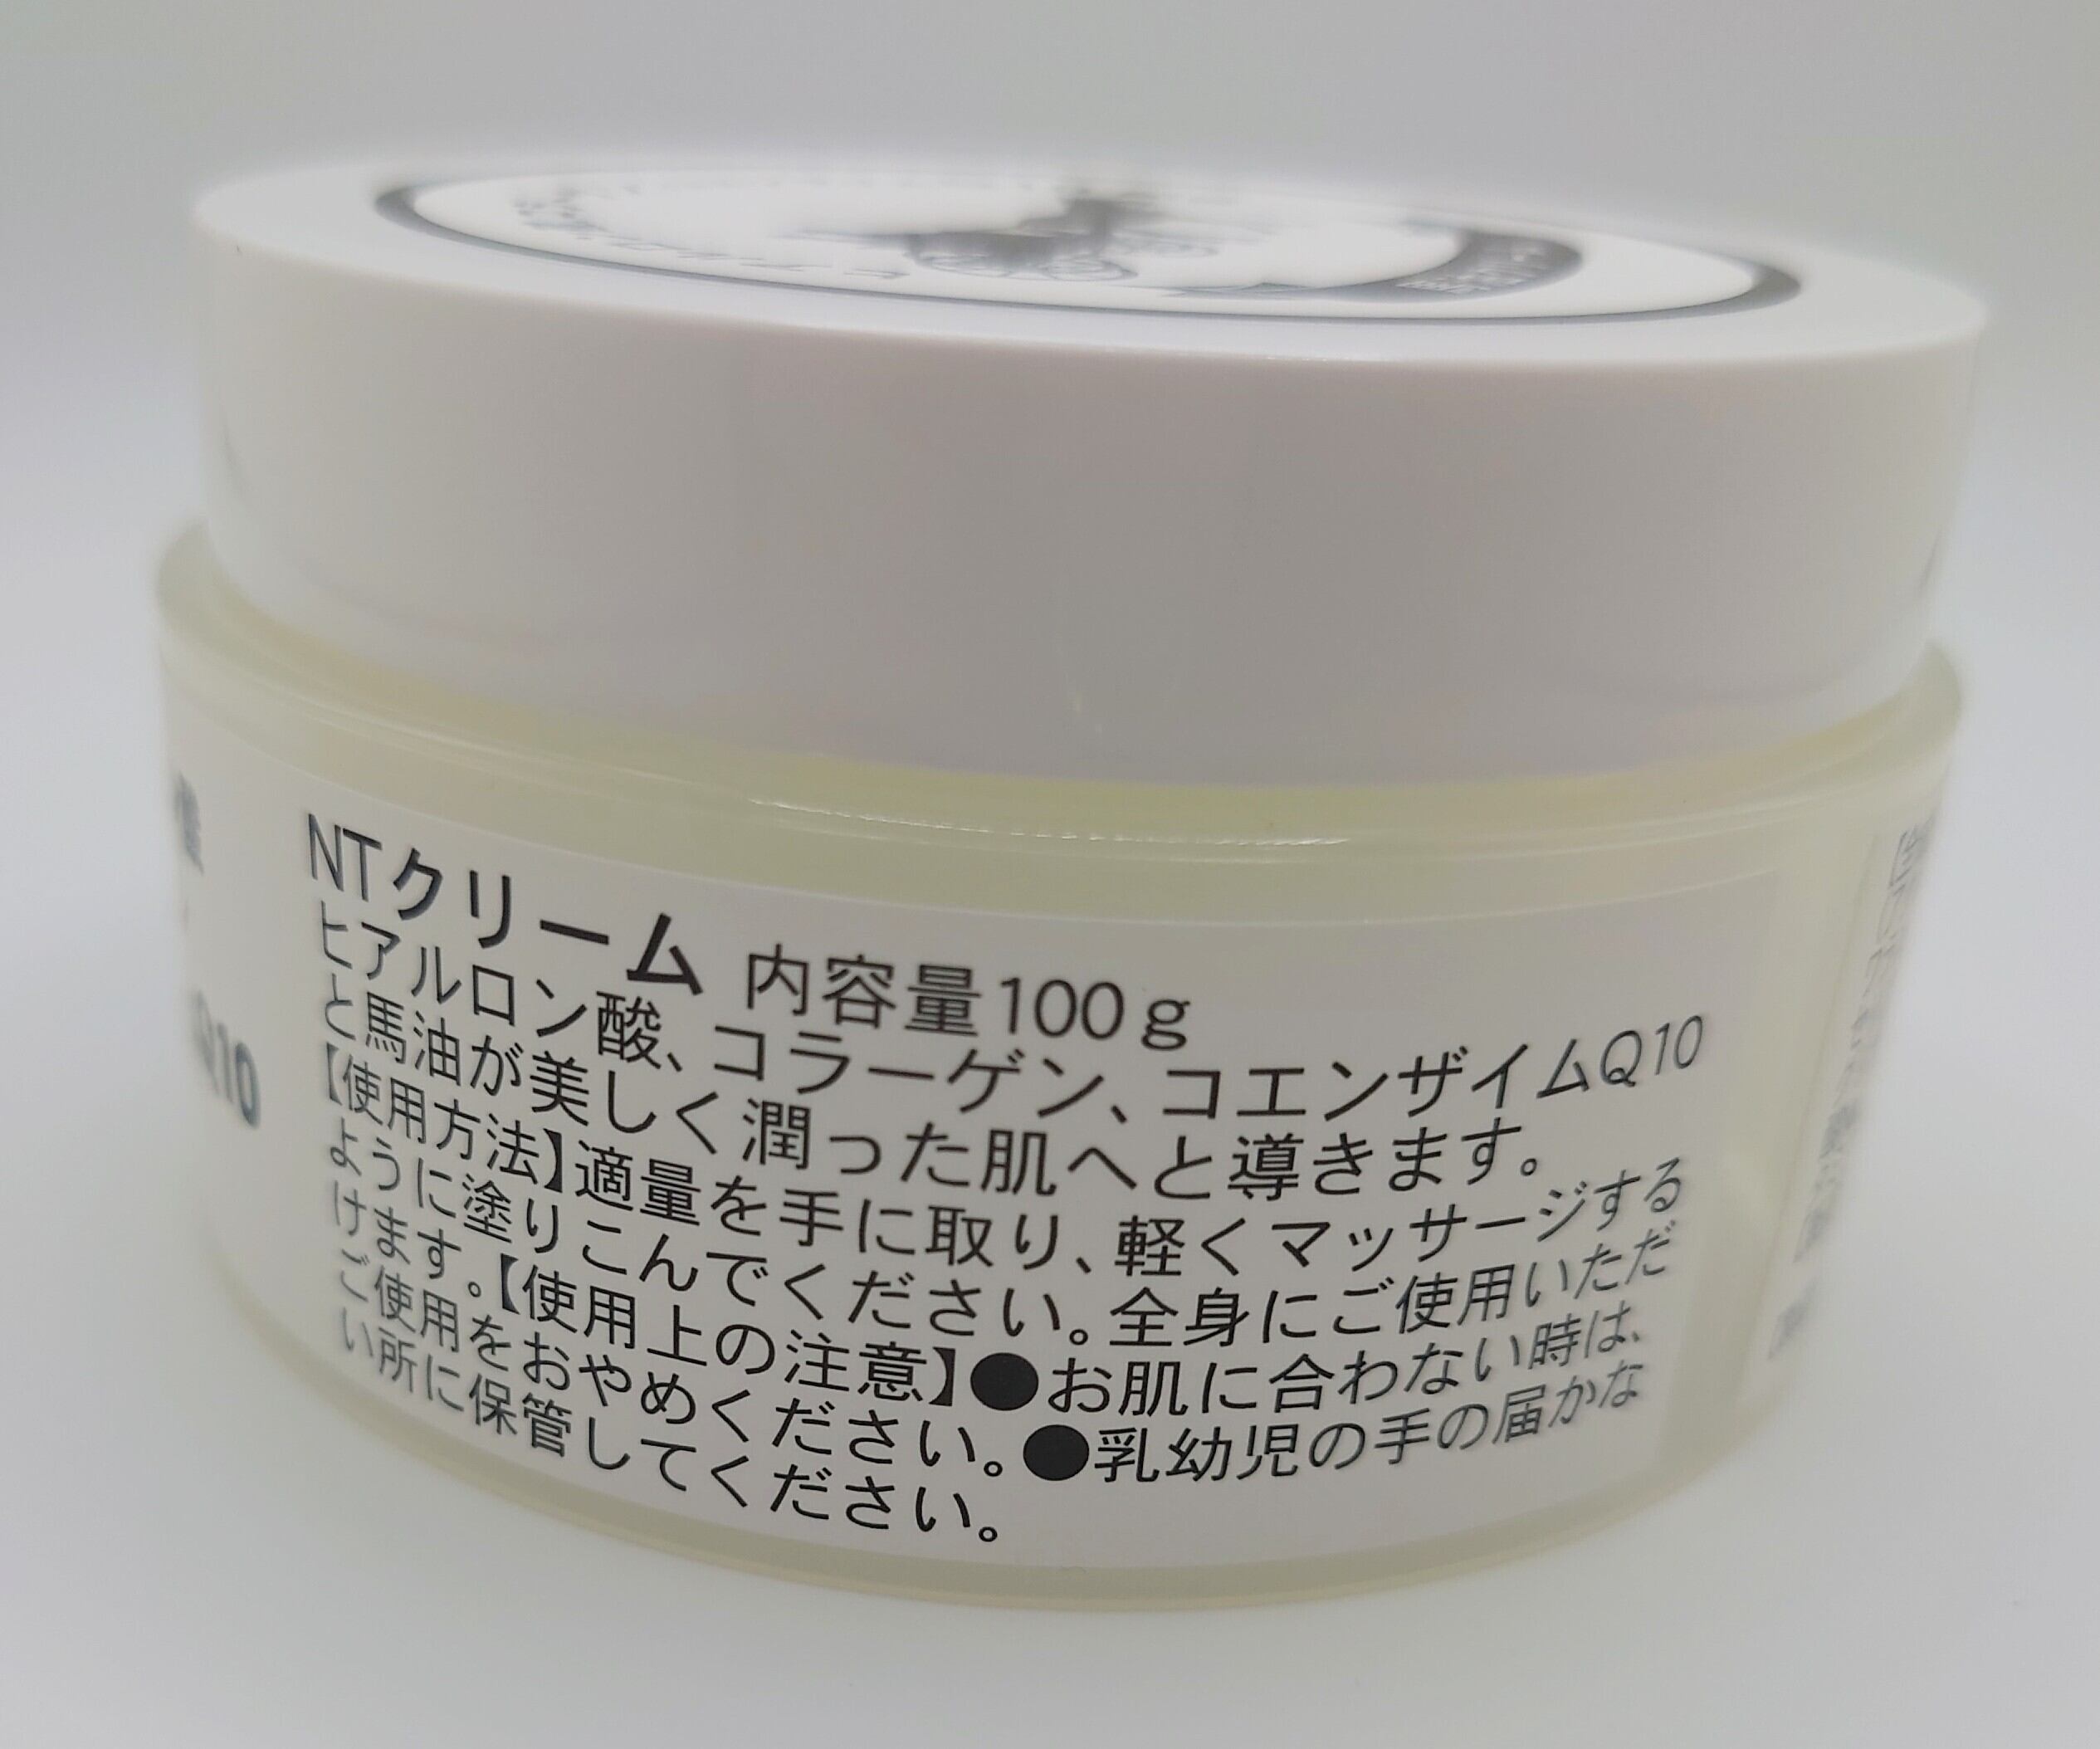 NTクリーム 内容量100g
ヒアルロン酸、コラーゲン、コエンザイムQ10
と馬油が美しく潤った肌へと導きます。
【使用方法】適量を手に取り、軽くマッサージする
ように塗りこんでください。全身にご使用いただ
けます。【使用上の注意】●お肌に合わない時は、
ご使用をおやめください。●乳幼児の手の届かな
い所に保管してください。
Q10